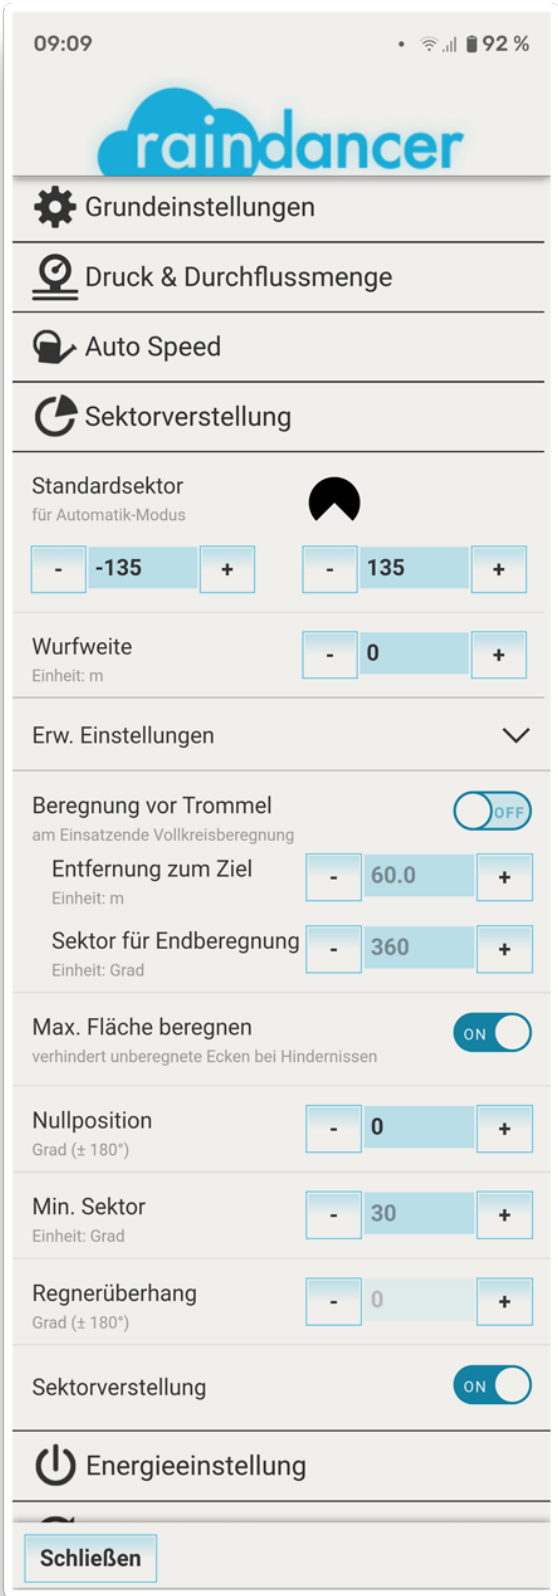 09:09
92 %
raindancer
Grundeinstellungen
Druck & Durchflussmenge
Auto Speed
Sektorverstellung
Standardsektor
für Automatik-Modus
- -135 + - 135 +
Wurfweite
Einheit: m
- 0 +
Erw. Einstellungen
Beregnung vor Trommel
am Einsatzende Vollkreisberegnung
OFF
Entfernung zum Ziel
Einheit: m
- 60.0 +
Sektor für Endberegnung
Einheit: Grad
- 360 +
Max. Fläche beregnen
verhindert unberegnete Ecken bei Hindernissen
ON
Nullposition
Grad (± 180°)
- 0 +
Min. Sektor
Einheit: Grad
- 30 +
Regnerüberhang
Grad (± 180°)
- 0 +
Sektorverstellung
ON
Energieeinstellung
Schließen